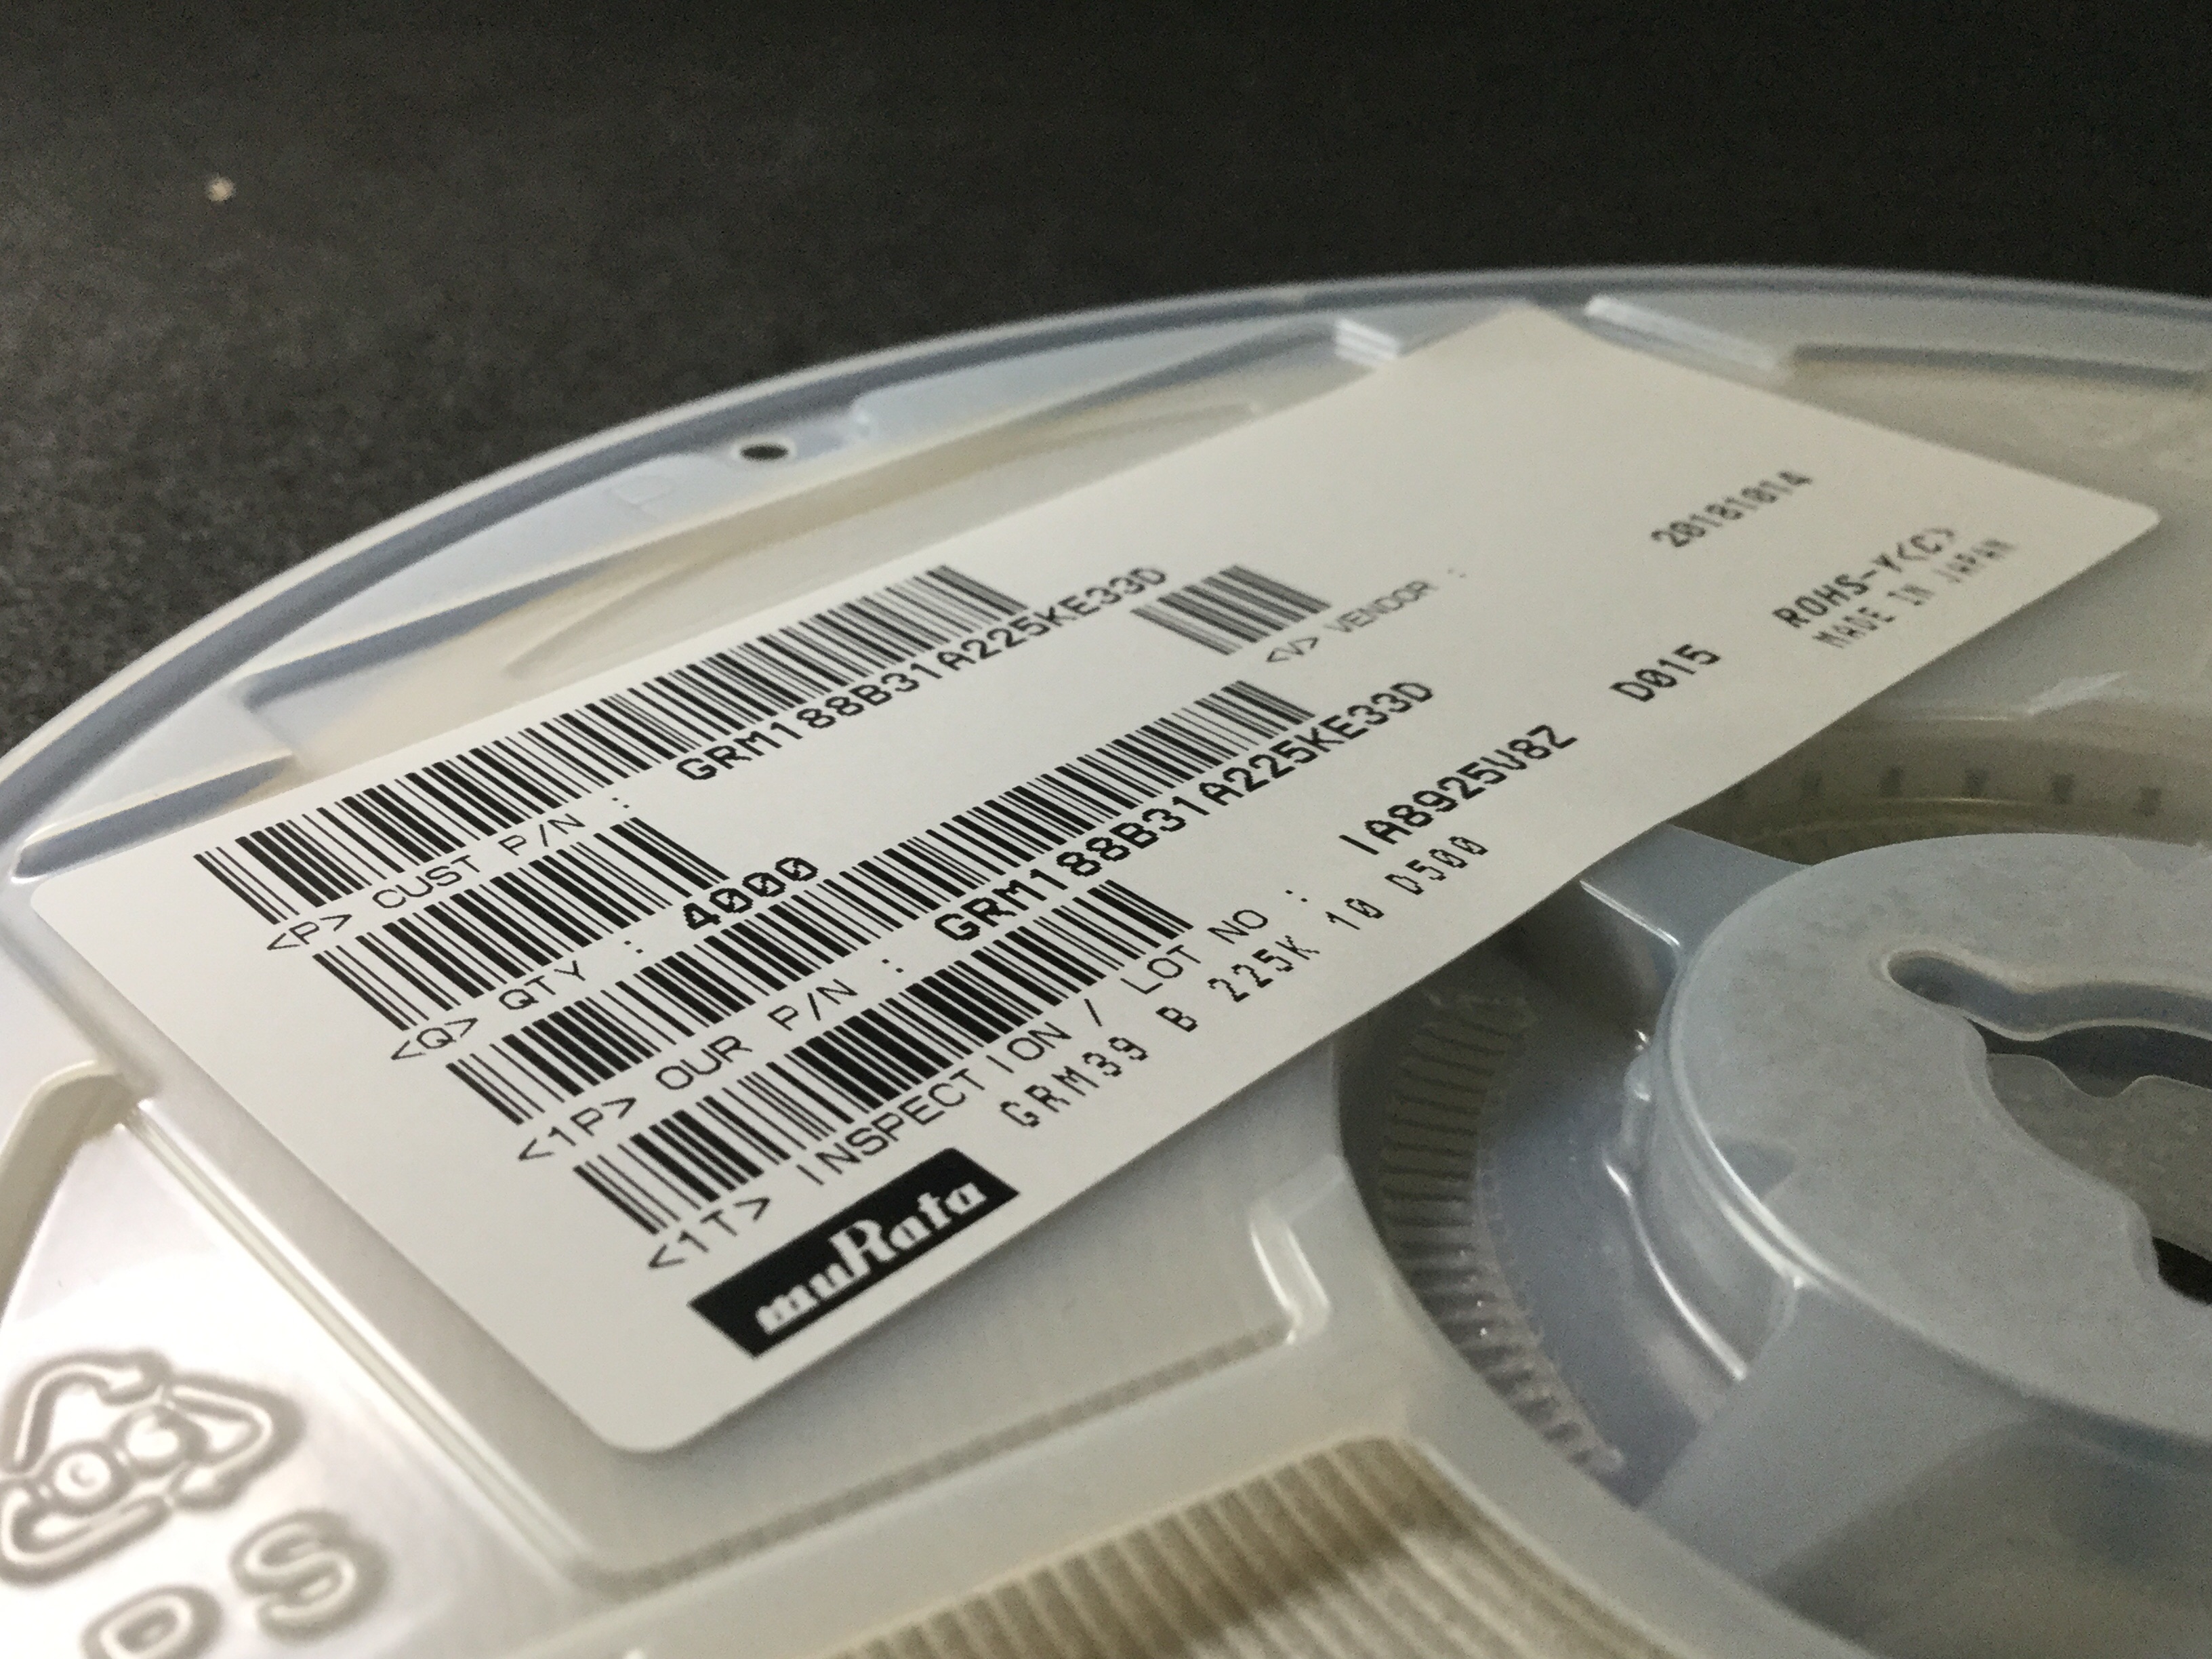 <P> CUST P/N : GRM188B31A225KE33D
<Q> QTY : 4000
<V> VENDOR :
<1P> OUR P/N : GRM188B31A225KE33D
20181014
<1T> INSPECTION / LOT NO : IA8925U8Z D015
ROHS-Y<C>
muRata GRM39 B 225K 10 D500
MADE IN JAPAN
S